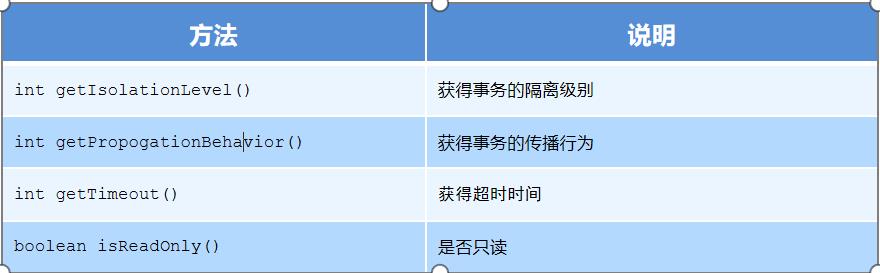 方法 说明
int getIsolationLevel() 获得事务的隔离级别
int getPropogationBehavior() 获得事务的传播行为
int getTimeout() 获得超时时间
boolean isReadOnly() 是否只读